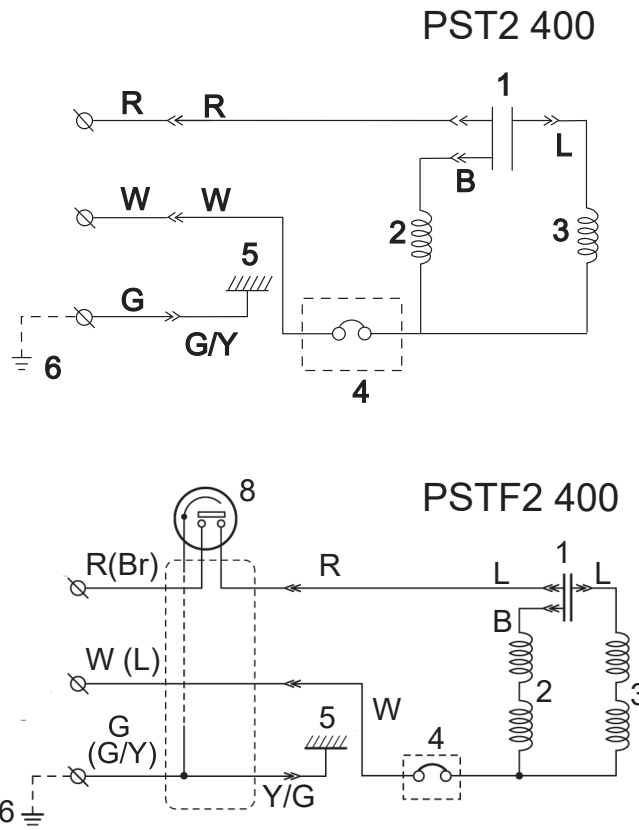 PST2 400
1
R R
L
B
W W
2 3
5
G
G/Y
6
4
PSTF2 400
8
1
R(Br) R L L
B
W (L)
2 3
W
5
4
G
(G/Y)
Y/G
6